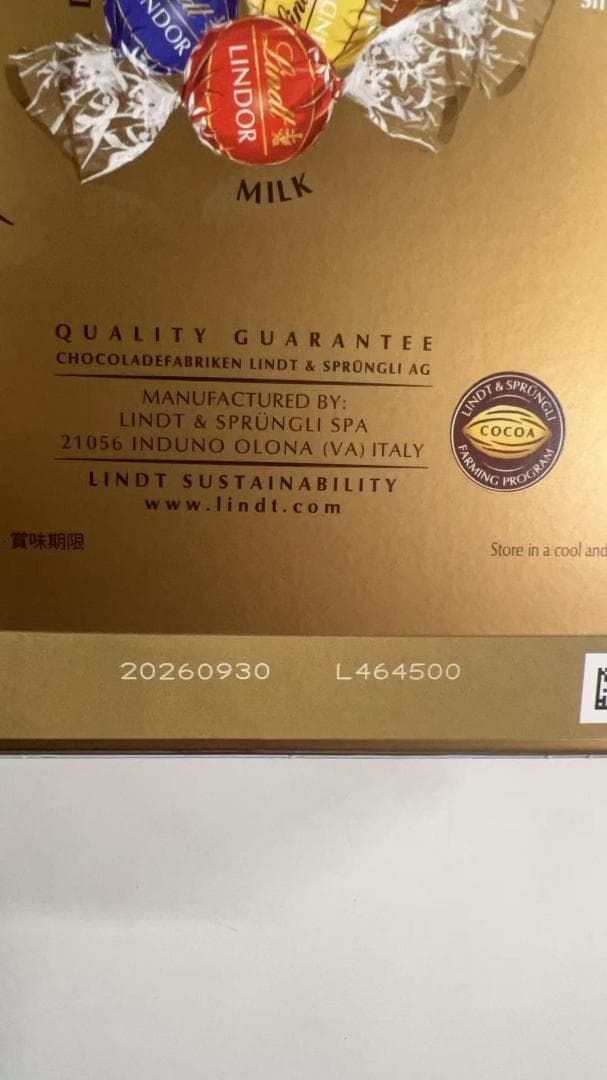 Lindt
LINDOR
MILK
QUALITY GUARANTEE
CHOCOLADEFABRIKEN LINDT & SPRÜNGLI AG
MANUFACTURED BY:
LINDT & SPRÜNGLI SPA
21056 INDUNO OLONA (VA) ITALY
LINDT SUSTAINABILITY
www.lindt.com
LINDT & SPRÜNGLI
COCOA
FARMING PROGRAM
賞味期限
Store in a cool and
20260930 L464500